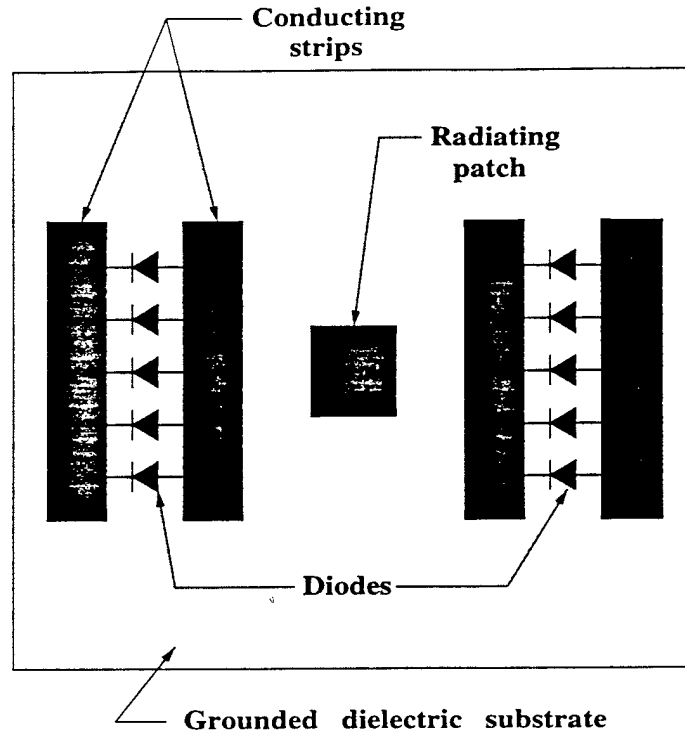 Conducting
strips
Radiating
patch
Diodes
Grounded dielectric substrate